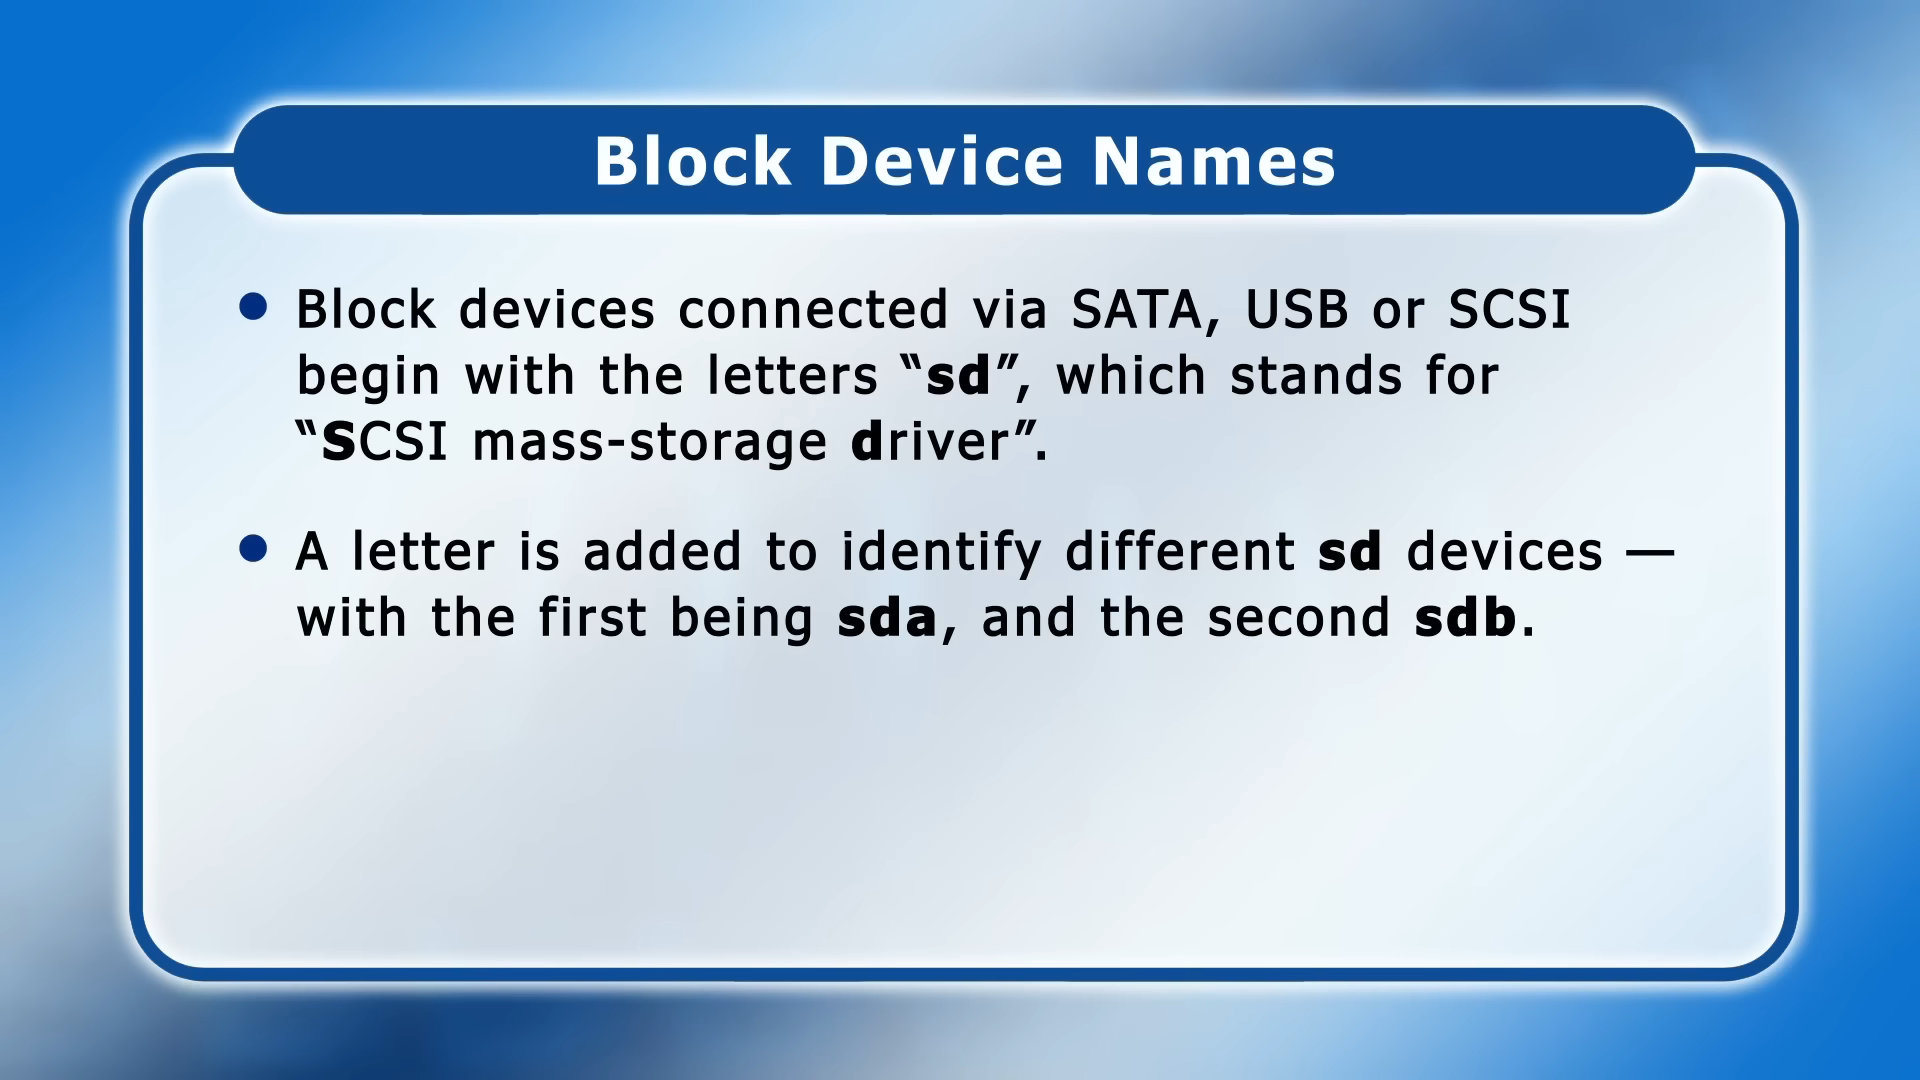 Block Device Names
● Block devices connected via SATA, USB or SCSI
begin with the letters “sd”, which stands for
“SCSI mass-storage driver”.
● A letter is added to identify different sd devices —
with the first being sda, and the second sdb.